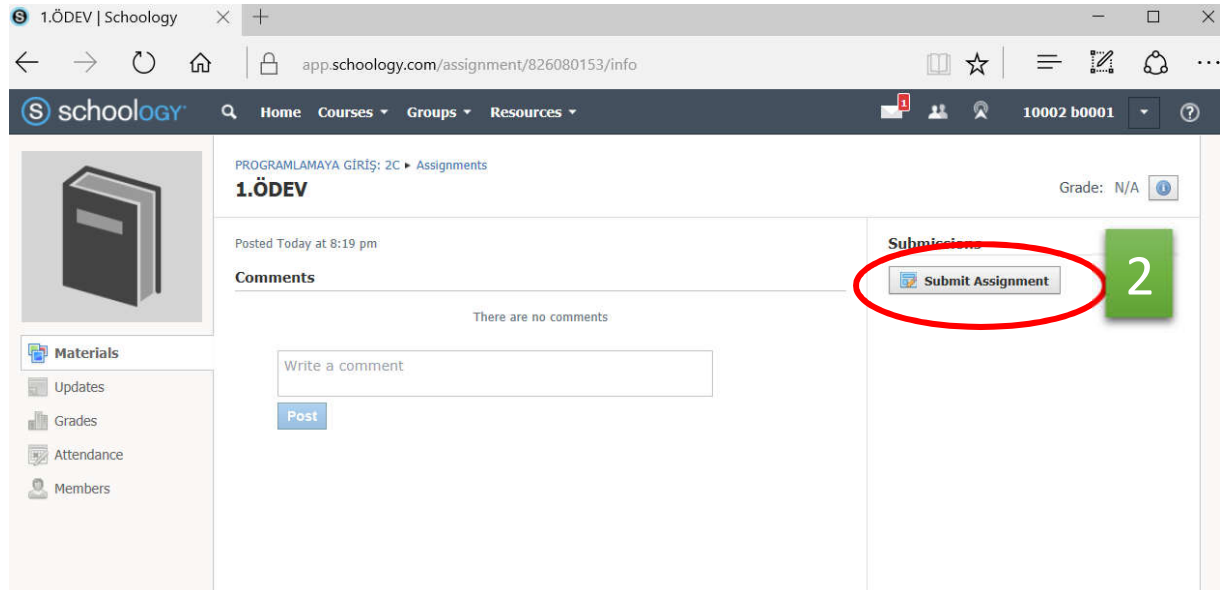 1.ÖDEV | Schoology
app.schoology.com/assignment/826080153/info
S schoology Home Courses Groups Resources 1 10002 b0001 ?
PROGRAMLAMAYA GİRİŞ: 2C ▸ Assignments
1.ÖDEV
Grade: N/A
Posted Today at 8:19 pm
Comments
There are no comments
Write a comment
Post
Submissions
Submit Assignment
2
Materials
Updates
Grades
Attendance
Members